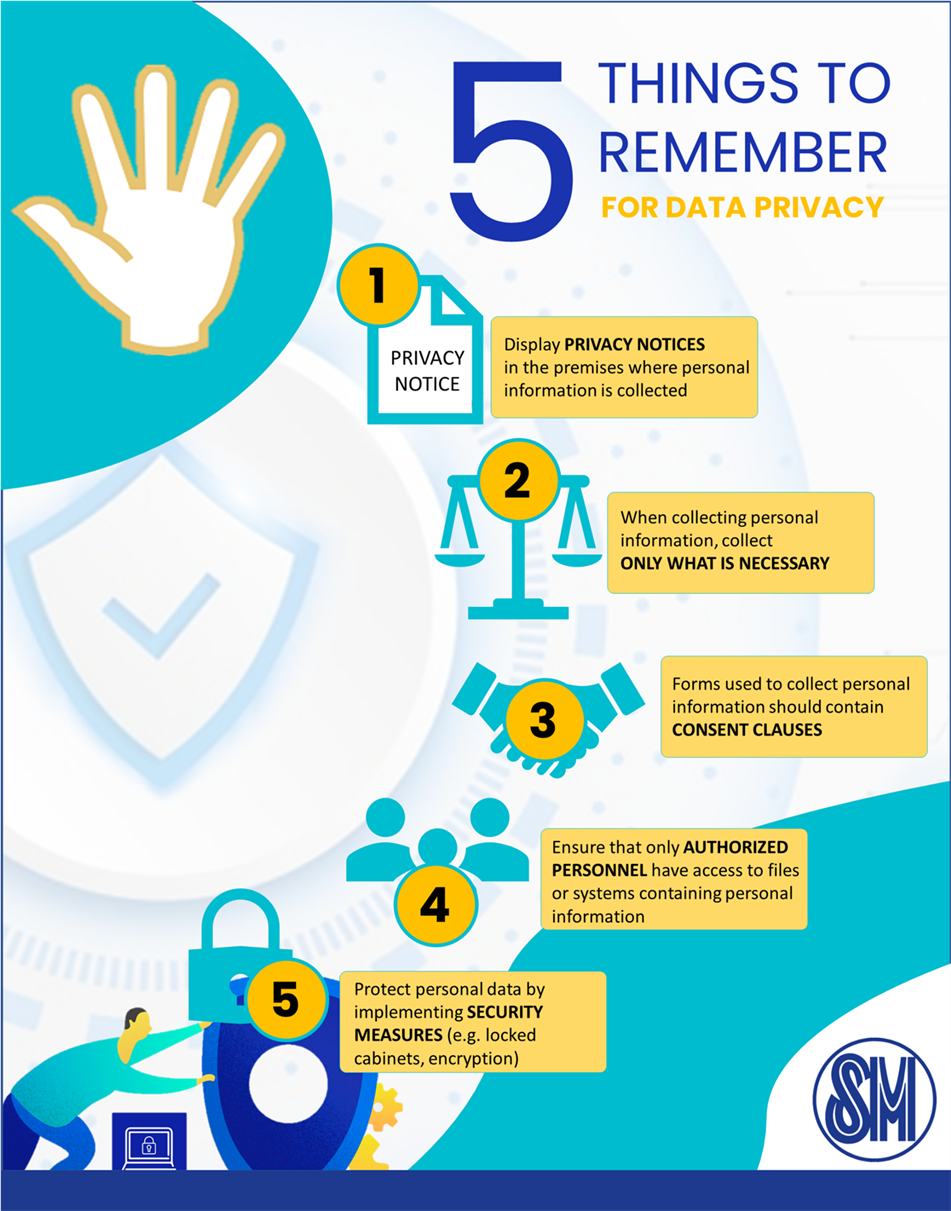 5 THINGS TO
REMEMBER
FOR DATA PRIVACY
1
PRIVACY
NOTICE
Display PRIVACY NOTICES
in the premises where personal
information is collected
2
When collecting personal
information, collect
ONLY WHAT IS NECESSARY
3
Forms used to collect personal
information should contain
CONSENT CLAUSES
4
Ensure that only AUTHORIZED
PERSONNEL have access to files
or systems containing personal
information
5
Protect personal data by
implementing SECURITY
MEASURES (e.g. locked
cabinets, encryption)
SM